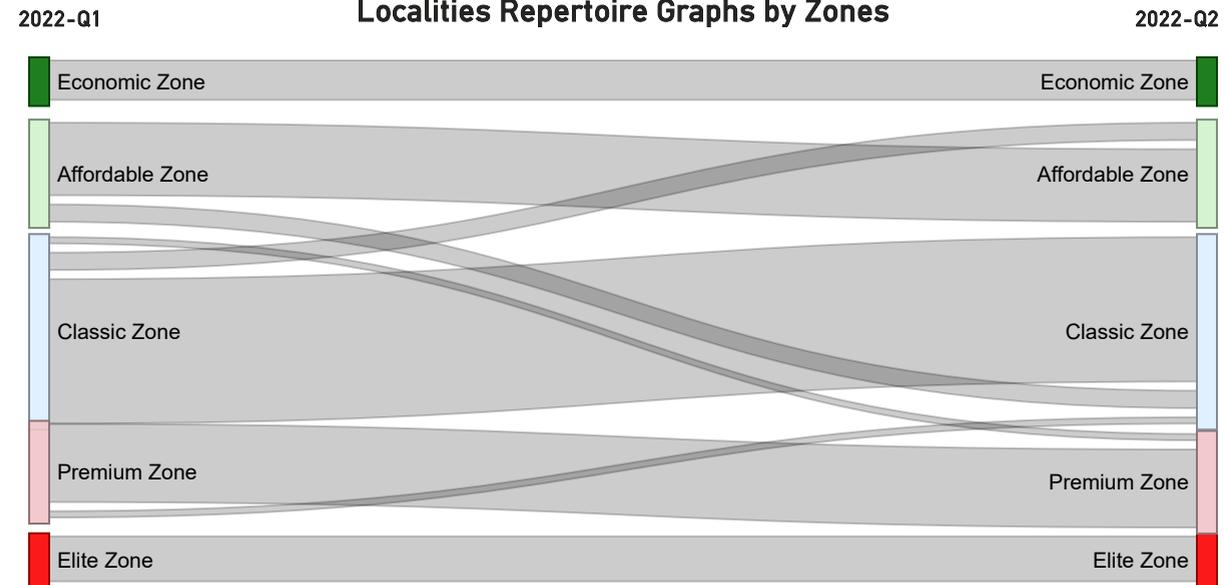 Localities Repertoire Graphs by Zones
2022-Q1
2022-Q2
Economic Zone
Economic Zone
Affordable Zone
Affordable Zone
Classic Zone
Classic Zone
Premium Zone
Premium Zone
Elite Zone
Elite Zone